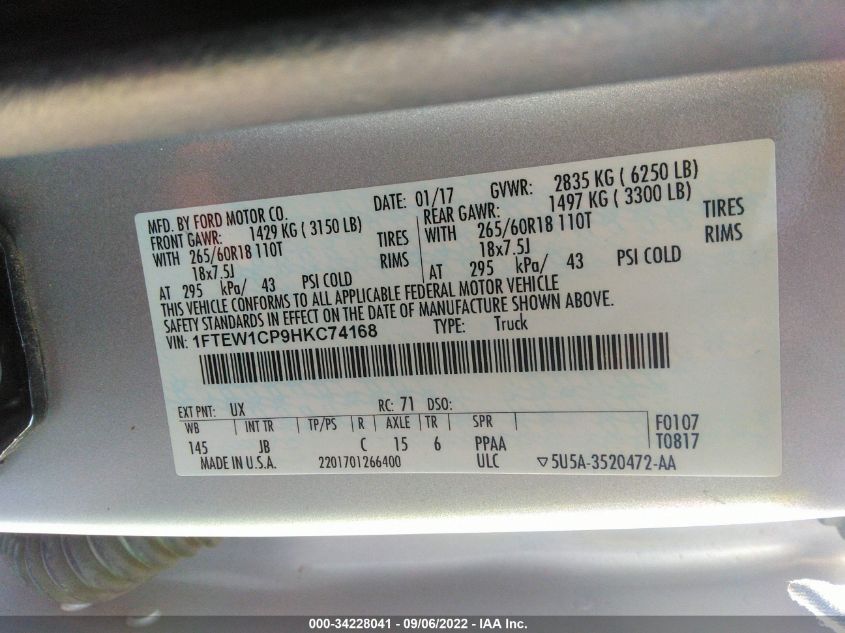 MFD. BY FORD MOTOR CO. DATE: 01/17 GVWR: 2835 KG ( 6250 LB)
FRONT GAWR: 1429 KG ( 3150 LB) REAR GAWR: 1497 KG ( 3300 LB)
WITH 265/60R18 110T TIRES WITH 265/60R18 110T TIRES
18x7.5J RIMS 18x7.5J RIMS
AT 295 kPa/ 43 PSI COLD AT 295 kPa/ 43 PSI COLD
THIS VEHICLE CONFORMS TO ALL APPLICABLE FEDERAL MOTOR VEHICLE
SAFETY STANDARDS IN EFFECT ON THE DATE OF MANUFACTURE SHOWN ABOVE.
VIN: 1FTEW1CP9HKC74168 TYPE: Truck
EXT PNT: UX RC: 71 DSO:
WB INT TR TP/PS R AXLE TR SPR F0107
145 JB C 15 6 PPAA T0817
MADE IN U.S.A. 2201701266400 ULC ▽5U5A-3520472-AA
000-34228041 - 09/06/2022 - IAA Inc.